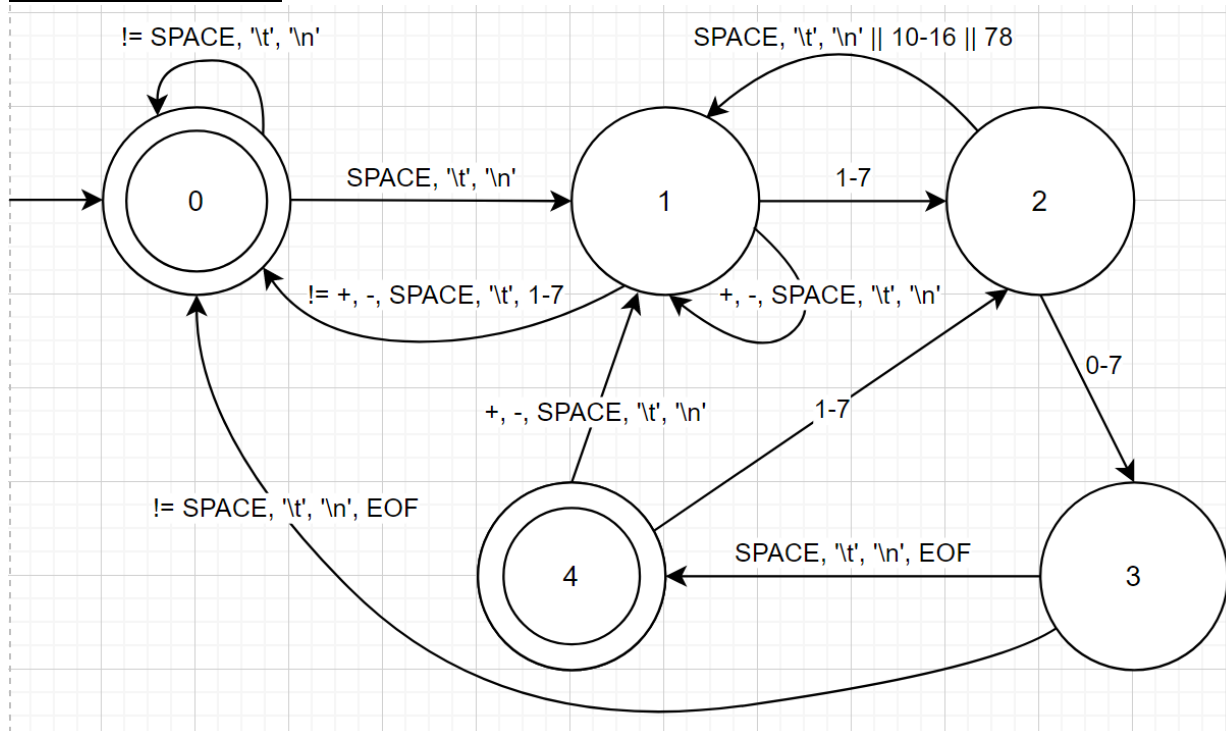 != SPACE, '\t', '\n'
SPACE, '\t', '\n' || 10-16 || 78
0
SPACE, '\t', '\n'
1
1-7
2
!= +, -, SPACE, '\t', 1-7
+, -, SPACE, '\t', '\n'
0-7
+, -, SPACE, '\t', '\n'
1-7
!= SPACE, '\t', '\n', EOF
4
SPACE, '\t', '\n', EOF
3